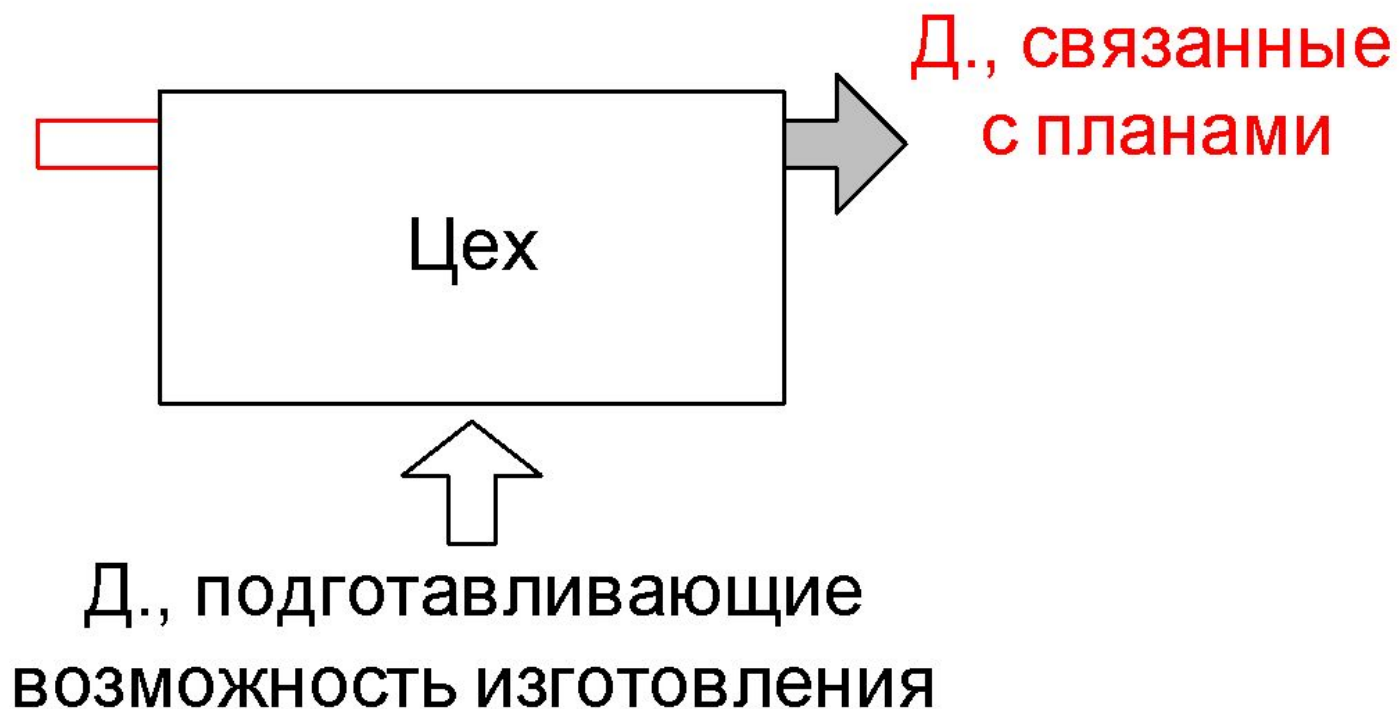 Д., связанные
с планами
Цех
Д., подготавливающие
возможность изготовления